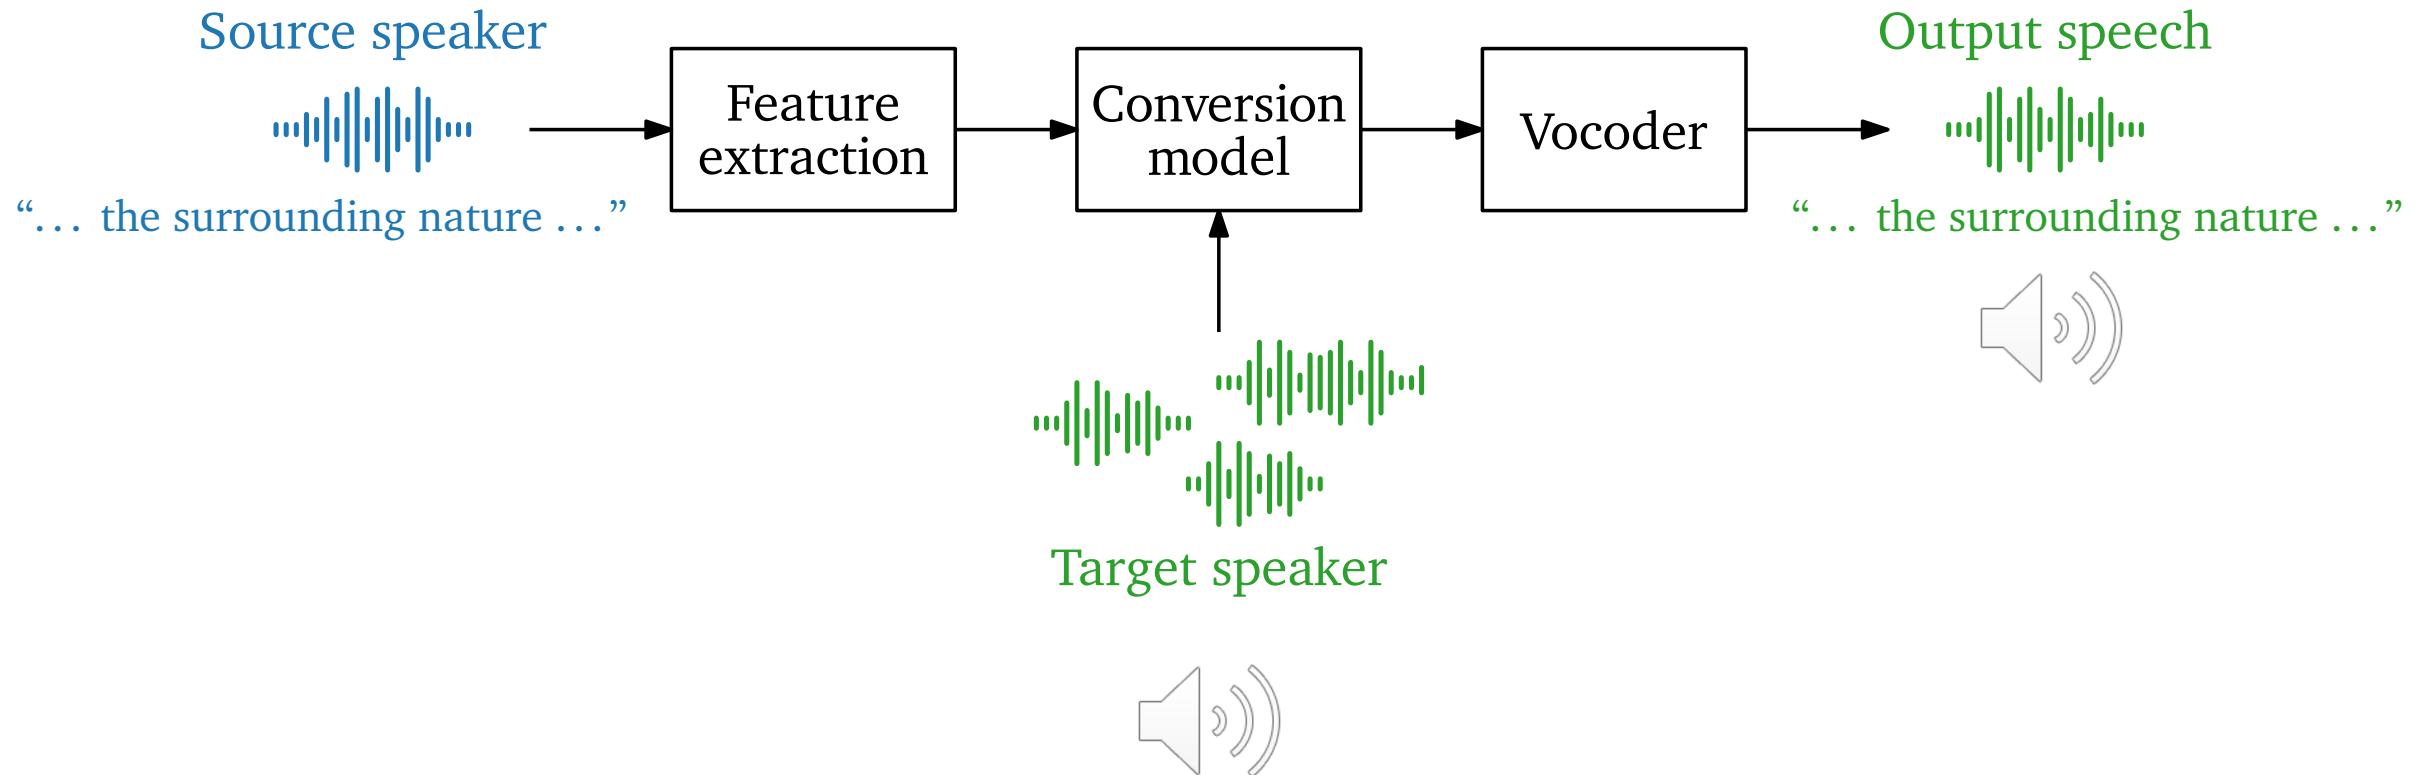 Source speaker
“... the surrounding nature ...”
Feature
extraction
Conversion
model
Vocoder
Output speech
“... the surrounding nature ...”
Target speaker